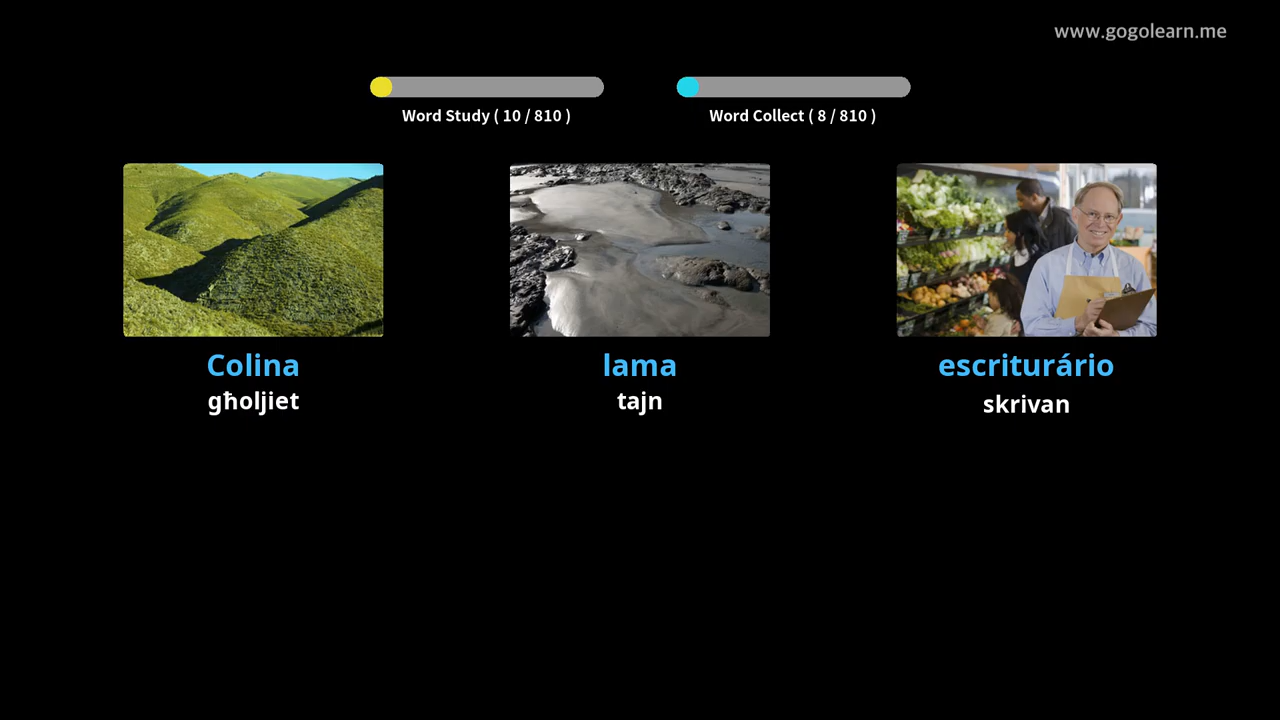 www.gogolearn.me
Word Study ( 10 / 810 )
Word Collect ( 8 / 810 )
Colina
għoljiet
lama
tajn
escriturário
skrivan